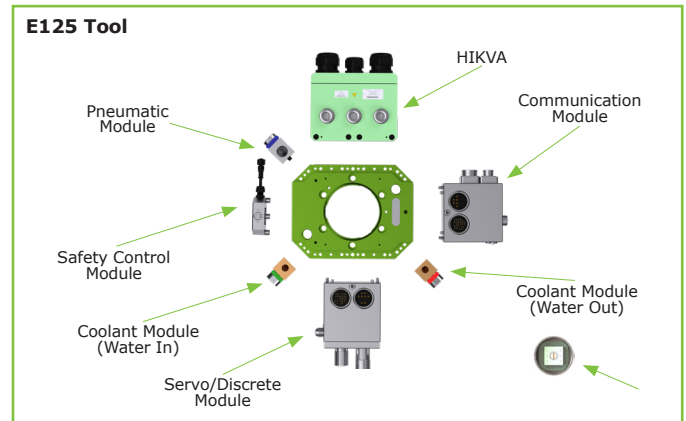 E125 Tool
HIKVA
Pneumatic
Module
Communication
Module
Safety Control
Module
Coolant Module
(Water In)
Coolant Module
(Water Out)
Servo/Discrete
Module